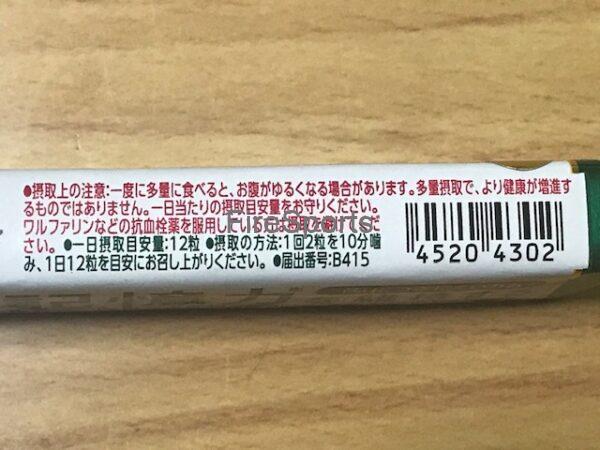 ●摂取上の注意:一度に多量に食べると、お腹がゆるくなる場合があります。多量摂取で、より健康が増進す
るものではありません。一日当たりの摂取目安量をお守りください。
ワルファリンなどの抗血栓薬を服用し
さい。●一日摂取目安量:12粒 ●摂取の方法:1回2粒を10分噛
み、1日12粒を目安にお召し上がりください。●届出番号:B415
FireSports
4520 4302